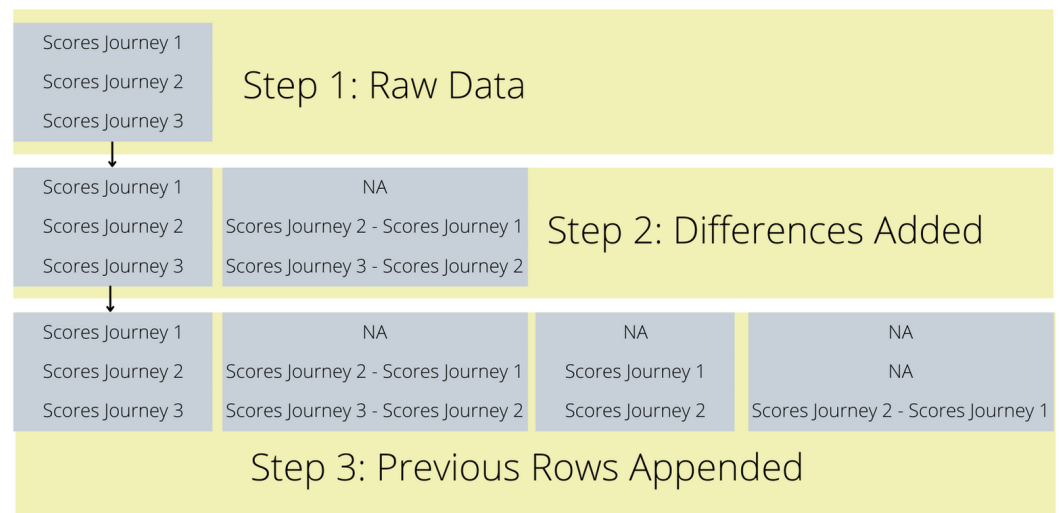 Scores Journey 1
Scores Journey 2
Scores Journey 3
Step 1: Raw Data
Scores Journey 1 NA
Scores Journey 2 Scores Journey 2 - Scores Journey 1
Scores Journey 3 Scores Journey 3 - Scores Journey 2
Step 2: Differences Added
Scores Journey 1 NA NA NA
Scores Journey 2 Scores Journey 2 - Scores Journey 1 Scores Journey 1 NA
Scores Journey 3 Scores Journey 3 - Scores Journey 2 Scores Journey 2 Scores Journey 2 - Scores Journey 1
Step 3: Previous Rows Appended